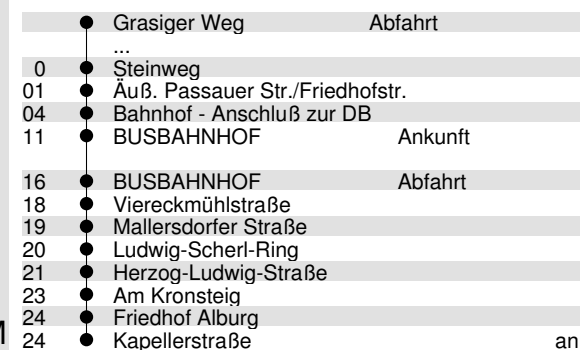 Grasiger Weg Abfahrt
...
0 Steinweg
01 Äuß. Passauer Str./Friedhofstr.
04 Bahnhof - Anschluß zur DB
11 BUSBAHNHOF Ankunft
16 BUSBAHNHOF Abfahrt
18 Viereckmühlstraße
19 Mallersdorfer Straße
20 Ludwig-Scherl-Ring
21 Herzog-Ludwig-Straße
23 Am Kronsteig
24 Friedhof Alburg
24 Kapellerstraße an